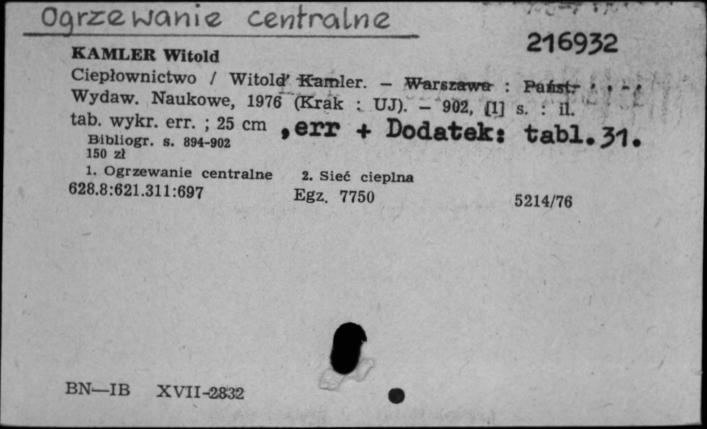 Ogrzewanie centralne
216932
KAMLER Witold
Ciepłownictwo / Witold Kamler. — Warszawa : Państw
Wydaw. Naukowe, 1976 (Krak : UJ). — 902, [1] s. : il.
tab. wykr. err. ; 25 cm , err + Dodatek: tabl. 31.
Bibliogr. s. 894-902
150 zł
1. Ogrzewanie centralne 2. Sieć cieplna
628.8:621.311:697 Egz. 7750 5214/76
BN—IB XVII-2832